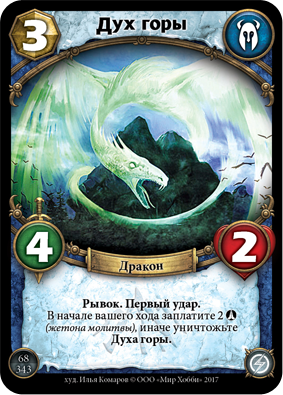 3
Дух горы
4
Дракон
2
Рывок. Первый удар.
В начале вашего хода заплатите 2
(жетона молитвы), иначе уничтожьте
Духа горы.
68
343
худ. Илья Комаров © ООО «Мир Хобби» 2017